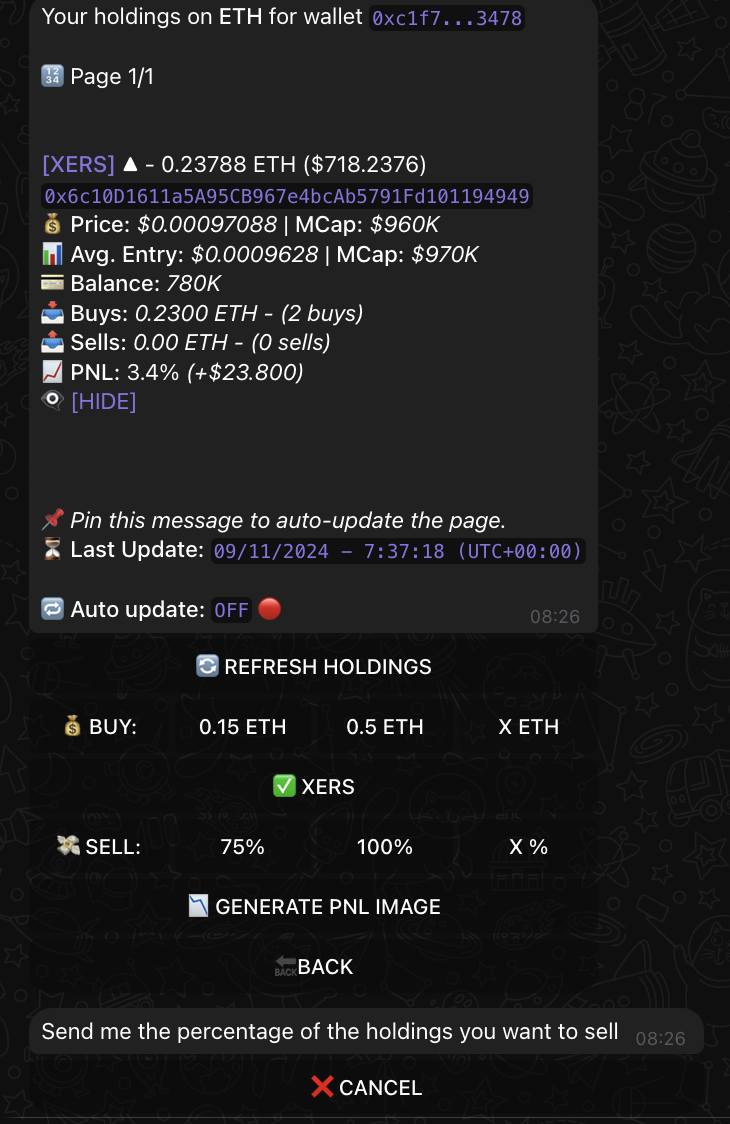 Your holdings on ETH for wallet 0xc1f7...3478
Page 1/1
[XERS] ▲ - 0.23788 ETH ($718.2376)
0x6c10D1611a5A95CB967e4bcAb5791Fd101194949
Price: $0.00097088 | MCap: $960K
Avg. Entry: $0.0009628 | MCap: $970K
Balance: 780K
Buys: 0.2300 ETH - (2 buys)
Sells: 0.00 ETH - (0 sells)
PNL: 3.4% (+$23.800)
[HIDE]
Pin this message to auto-update the page.
Last Update: 09/11/2024 – 7:37:18 (UTC+00:00)
Auto update: OFF
08:26
REFRESH HOLDINGS
BUY: 0.15 ETH 0.5 ETH X ETH
XERS
SELL: 75% 100% X %
GENERATE PNL IMAGE
BACK
Send me the percentage of the holdings you want to sell 08:26
CANCEL